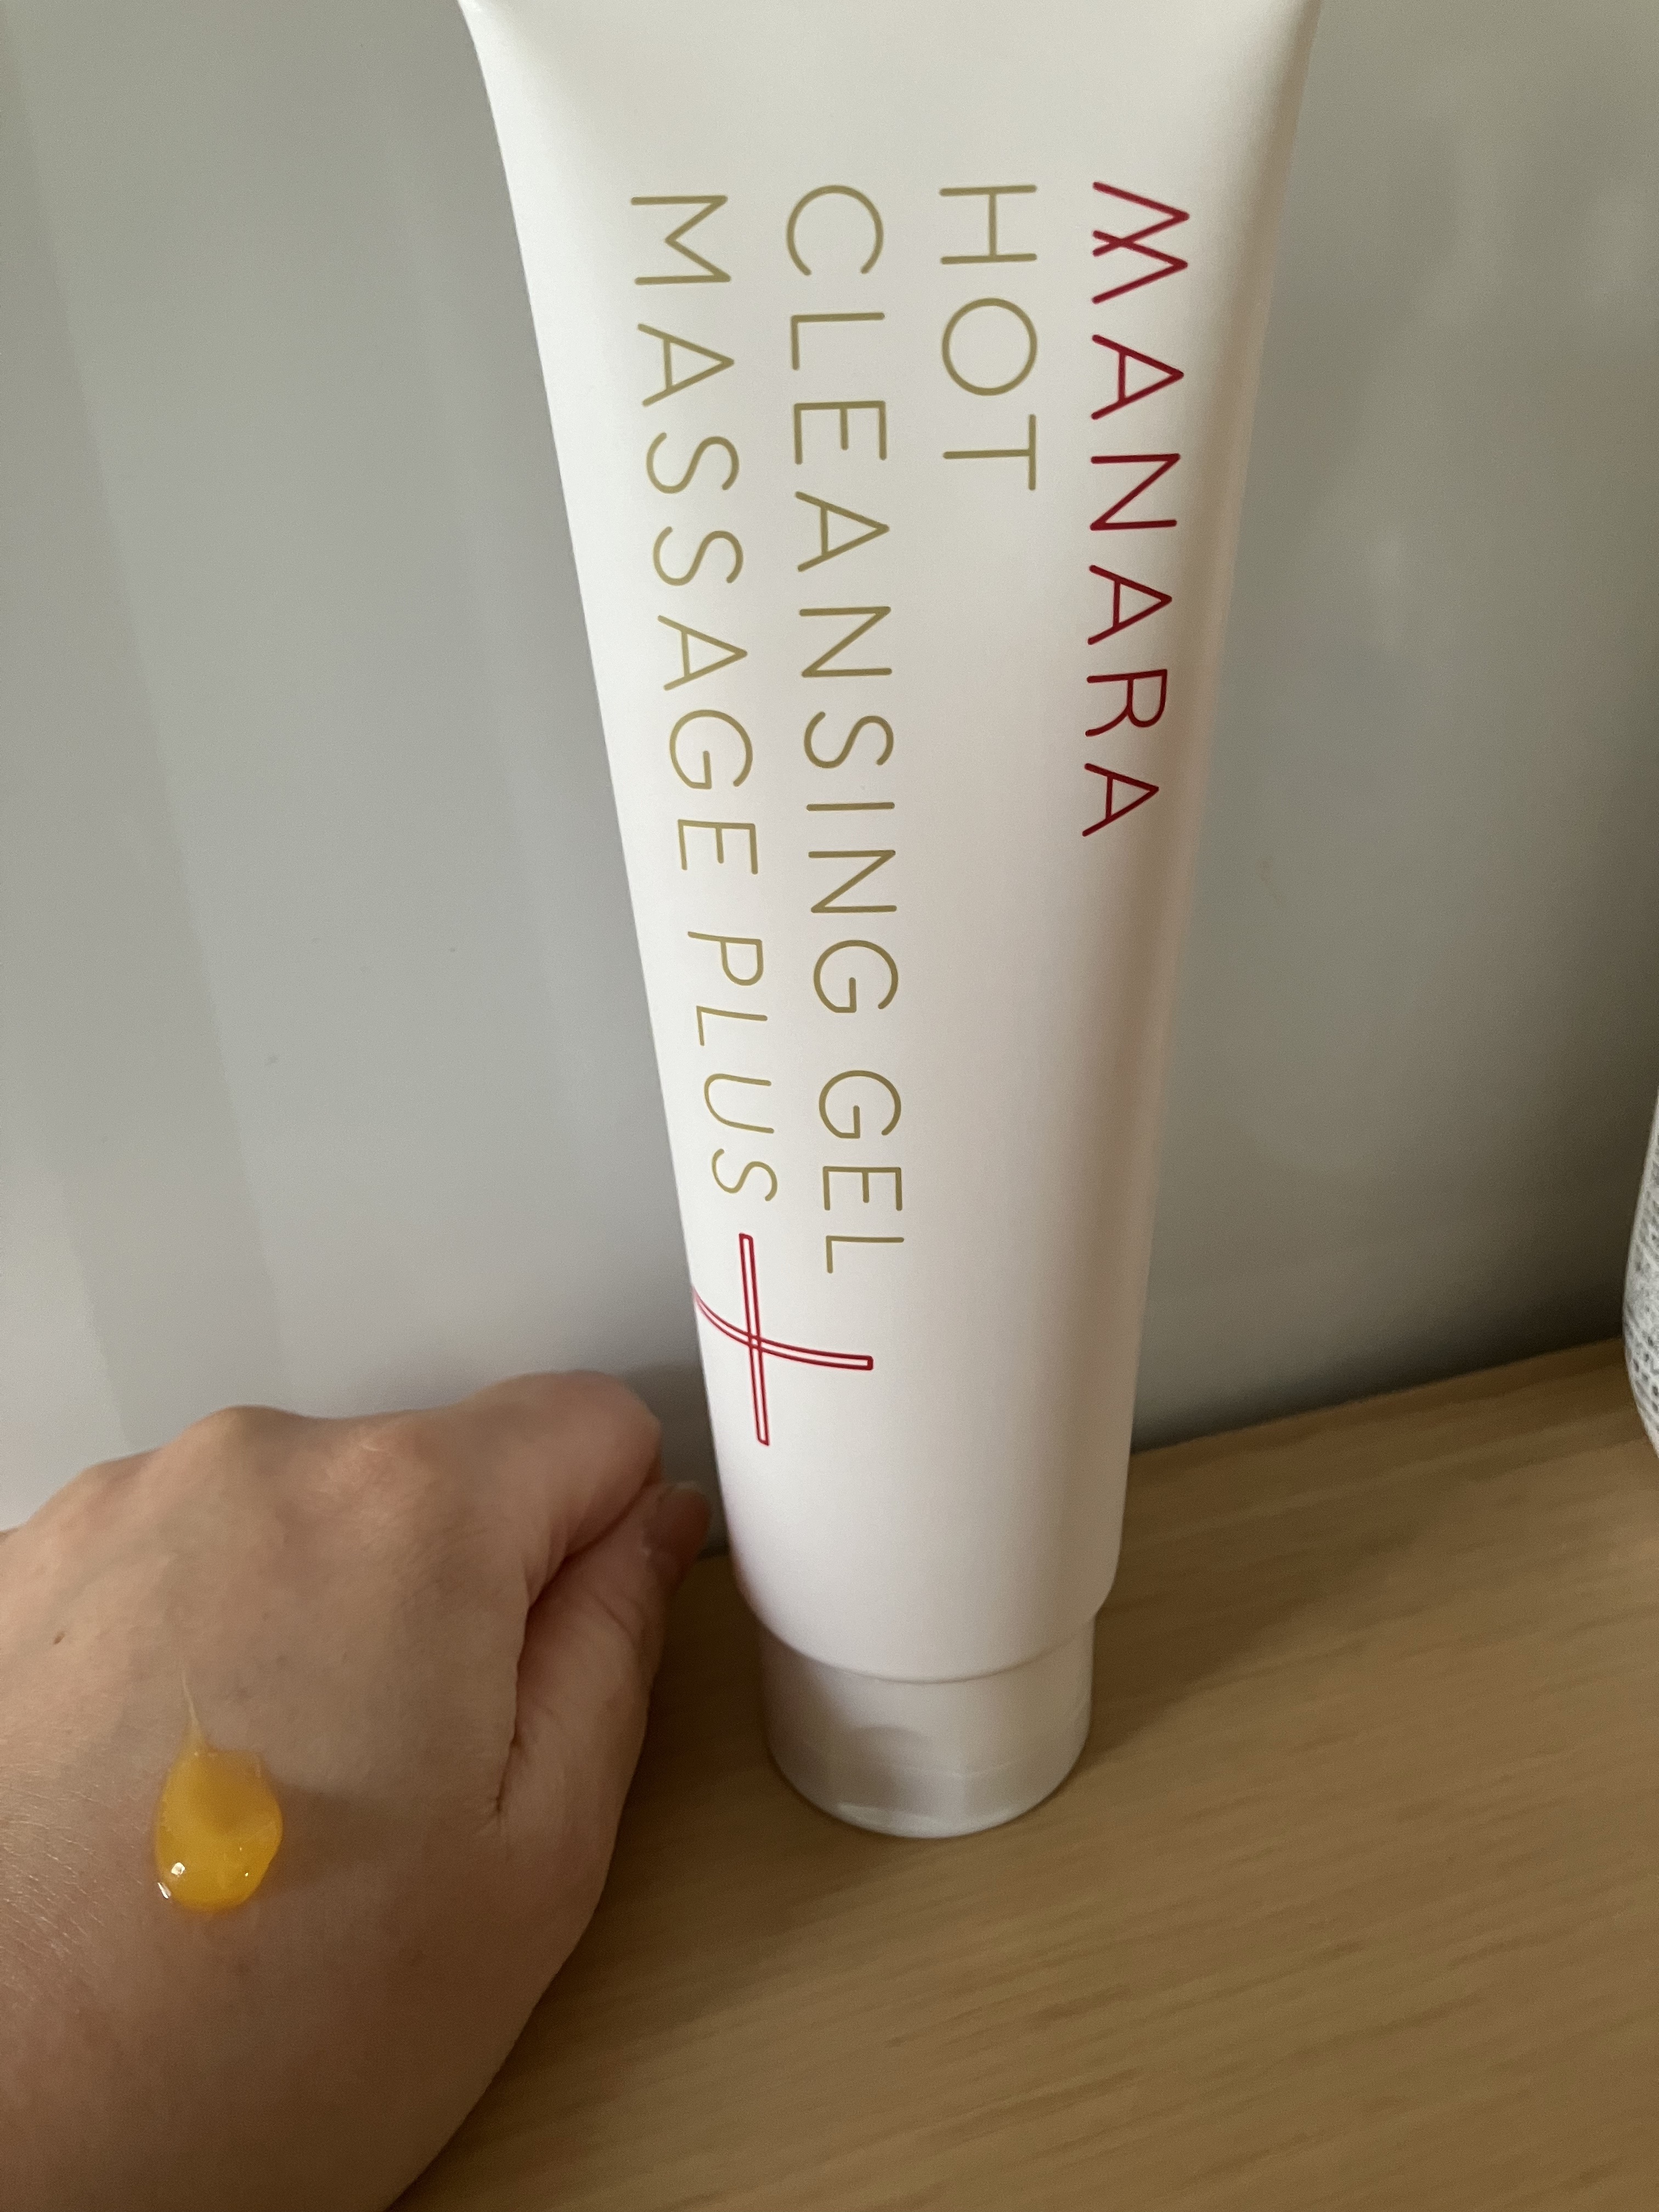 MANARA
HOT
CLEANSING GEL
MASSAGE PLUS